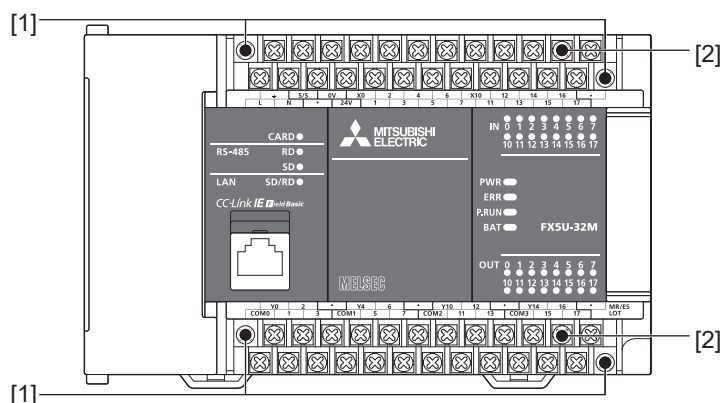 [1]
[2]
⏚ S/S 0V X0 2 4 6 X10 12 14 16 •
L N • 24V 1 3 5 7 11 13 15 17
CARD
RS-485 RD
SD
LAN SD/RD
CC-Link IE Field Basic
MITSUBISHI
ELECTRIC
MELSEC
IN 0 1 2 3 4 5 6 7
10 11 12 13 14 15 16 17
PWR
ERR
P.RUN
BAT
FX5U-32M
OUT 0 1 2 3 4 5 6 7
10 11 12 13 14 15 16 17
Y0 2 • Y4 6 • Y10 12 • Y14 16 • MR/ES
COM0 1 3 COM1 5 7 COM2 11 13 COM3 15 17 LOT
[2]
[1]